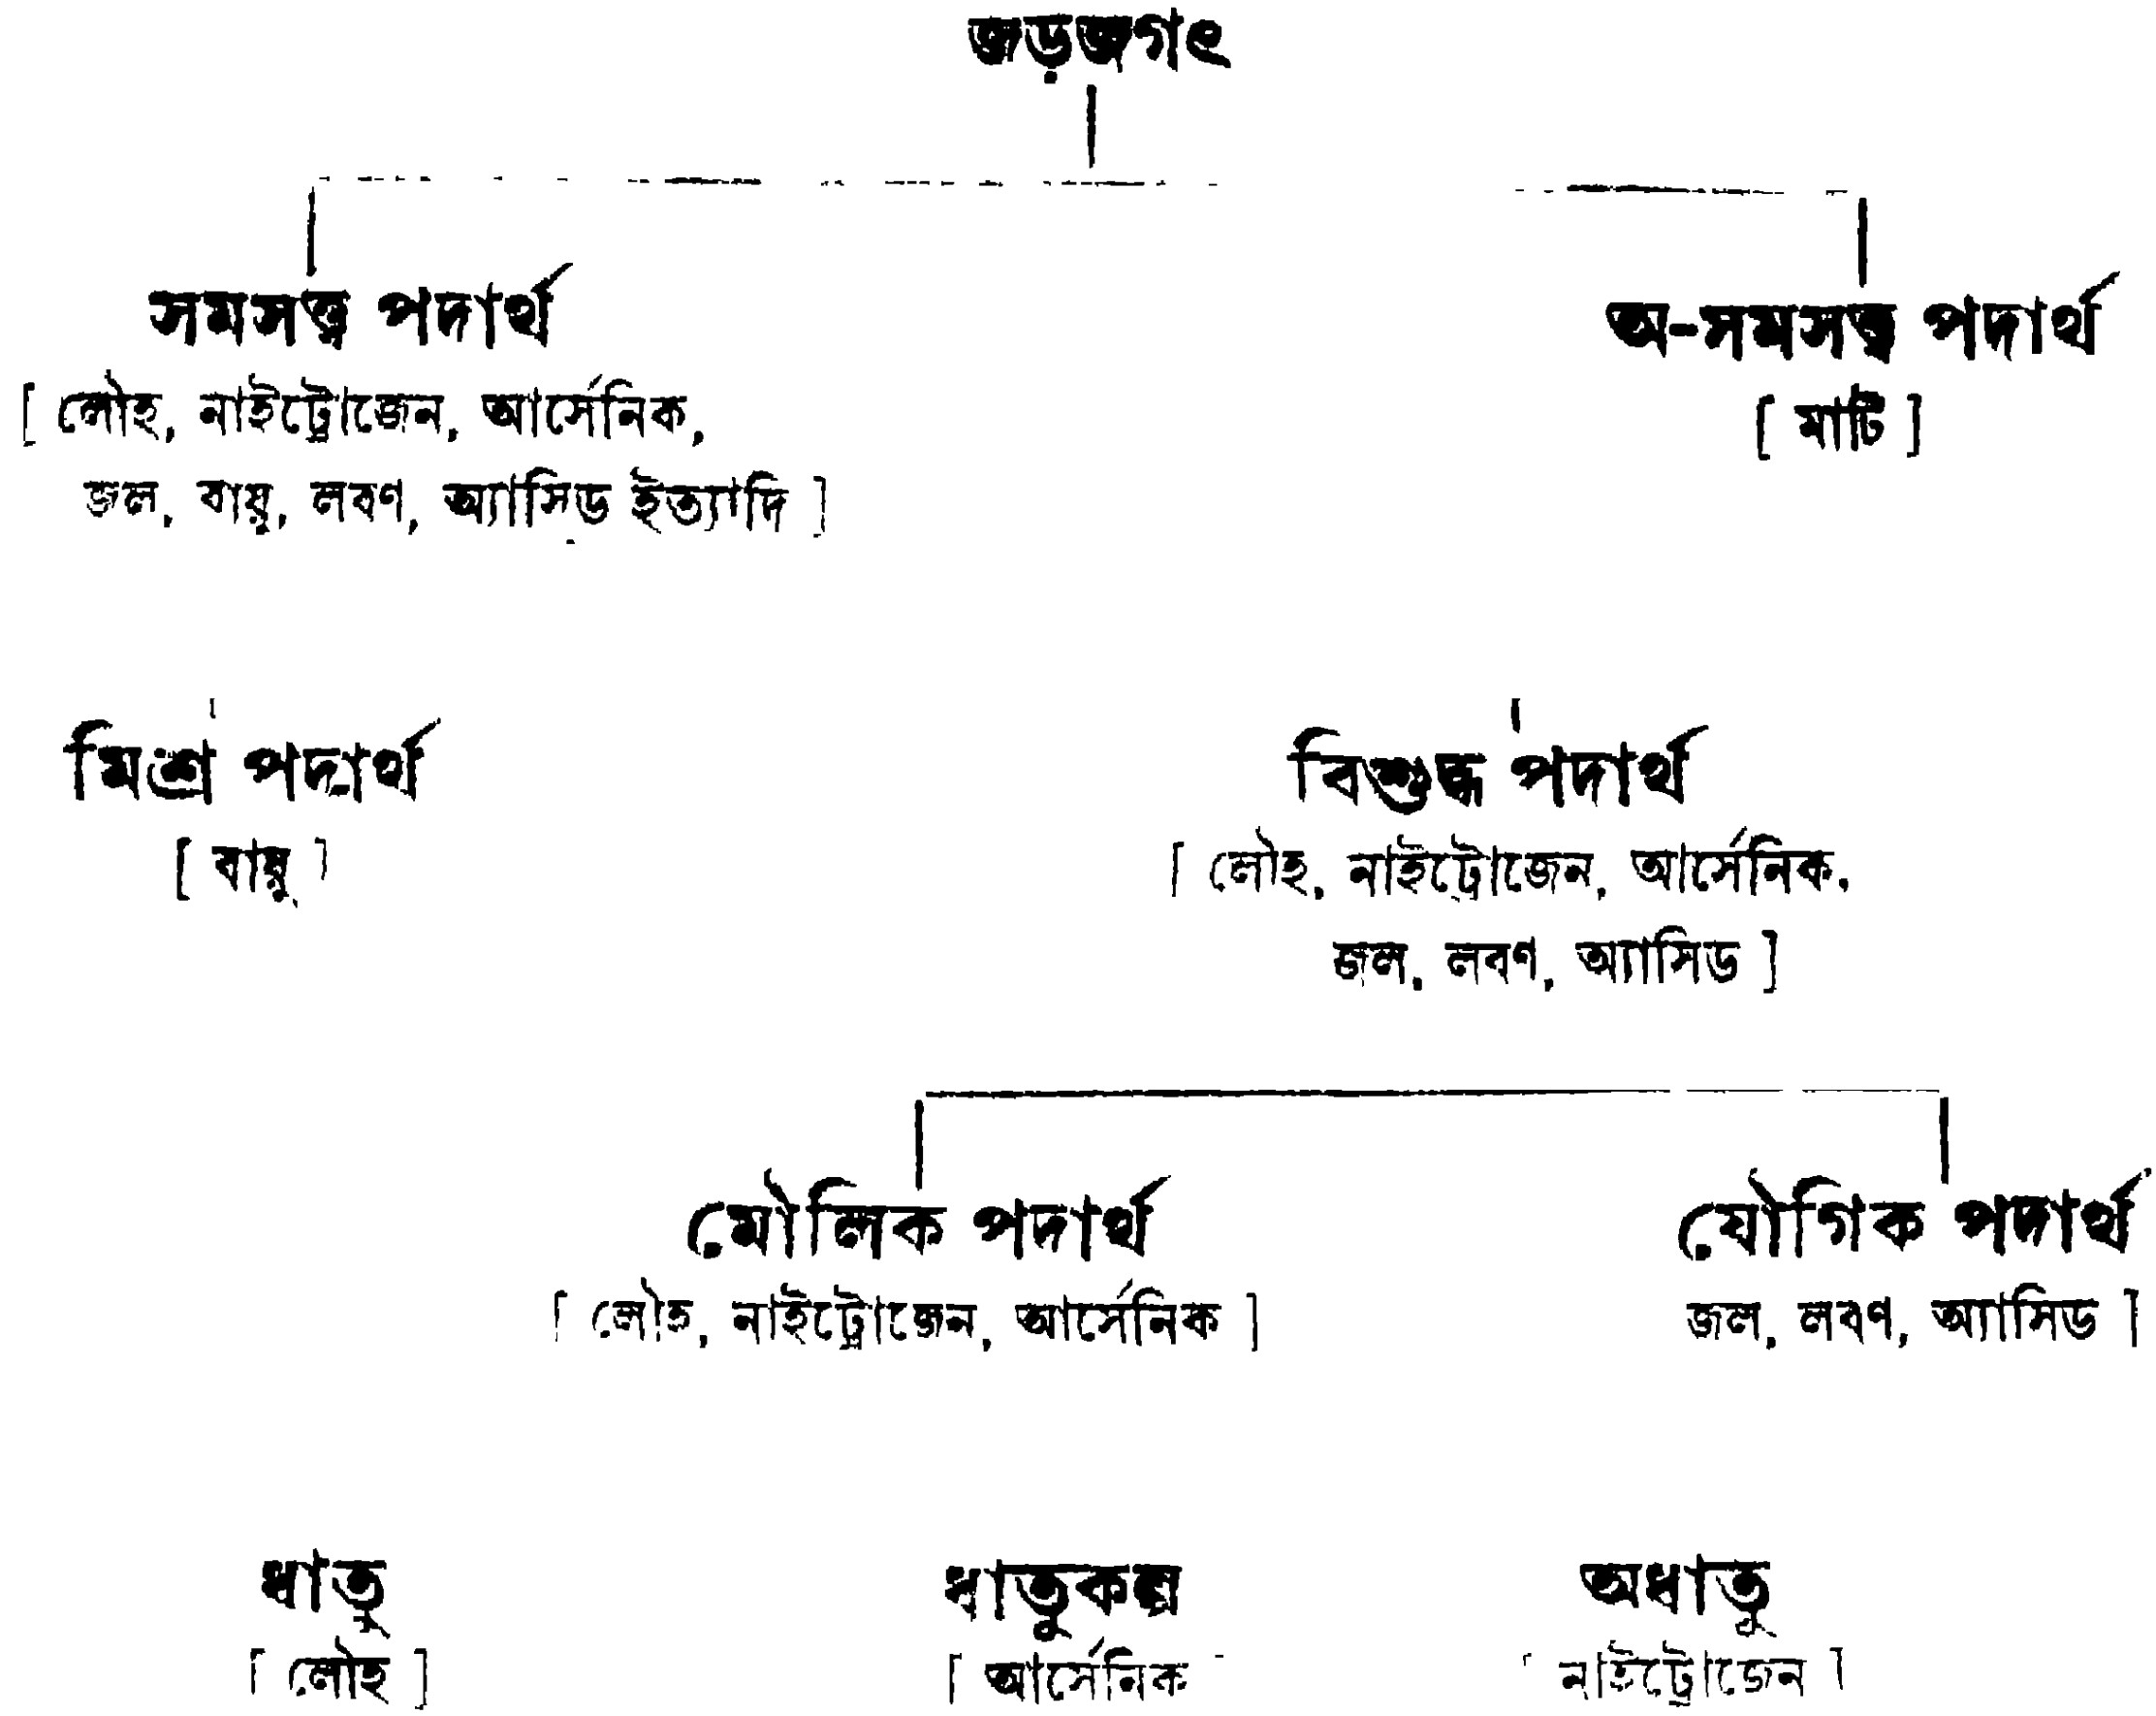 জড়জগৎ
সমসত্ত্ব পদার্থ
অ-সমসত্ত্ব পদার্থ
[ লৌহ, নাইট্রোজেন, আর্সেনিক,
[ মাটি ]
জল, বায়ু, লবণ, অ্যাসিড ইত্যাদি ]
মিশ্র পদার্থ
বিশুদ্ধ পদার্থ
[ বায়ু ]
[ লৌহ, নাইট্রোজেন, আর্সেনিক,
জল, লবণ, অ্যাসিড ]
মৌলিক পদার্থ
যৌগিক পদার্থ
[ লৌহ, নাইট্রোজেন, আর্সেনিক ]
জল, লবণ, অ্যাসিড ]
ধাতু
ধাতুকল্প
অধাতু
[ লৌহ ]
[ আর্সেনিক
[ নাইট্রোজেন ]